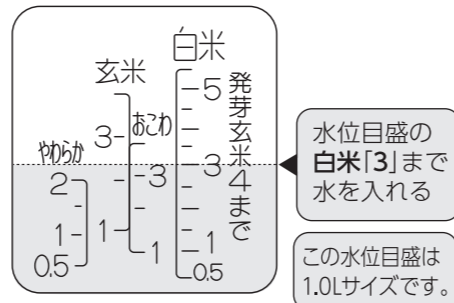 白米
玄米
おこわ
やわらか
5
3
1
0.5
発芽玄米4まで
3
1
3
1
2
1
0.5
水位目盛の
白米「3」まで
水を入れる
この水位目盛は
1.0Lサイズです。